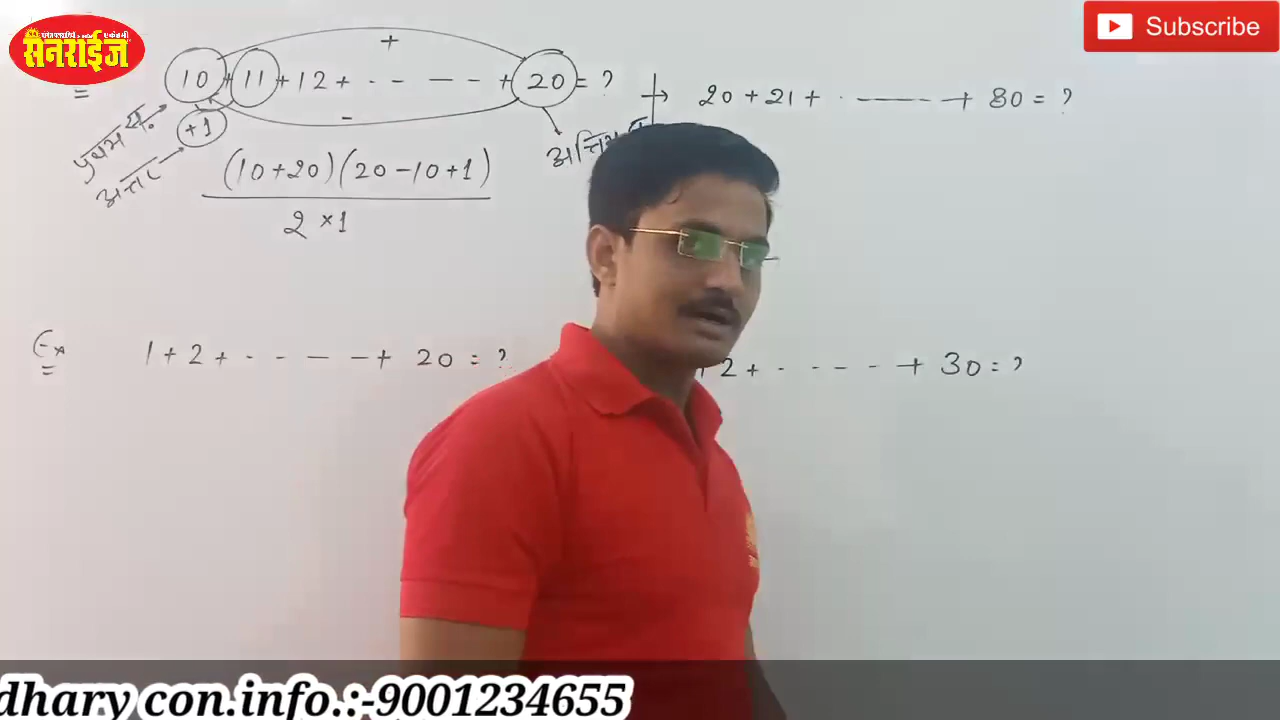 सनराईज
Subscribe
10 + 11 + 12 + - - — - + 20 = ?
+
-
→ 20 + 21 + · —— + 80 = ?
प्रथम सं.
+1
अन्तर
(10+20)(20-10+1)
2 × 1
Ex
1 + 2 + - - — - + 20 = ?
+ 2 + - - - - + 30 = ?
dhary con.info.:-9001234655